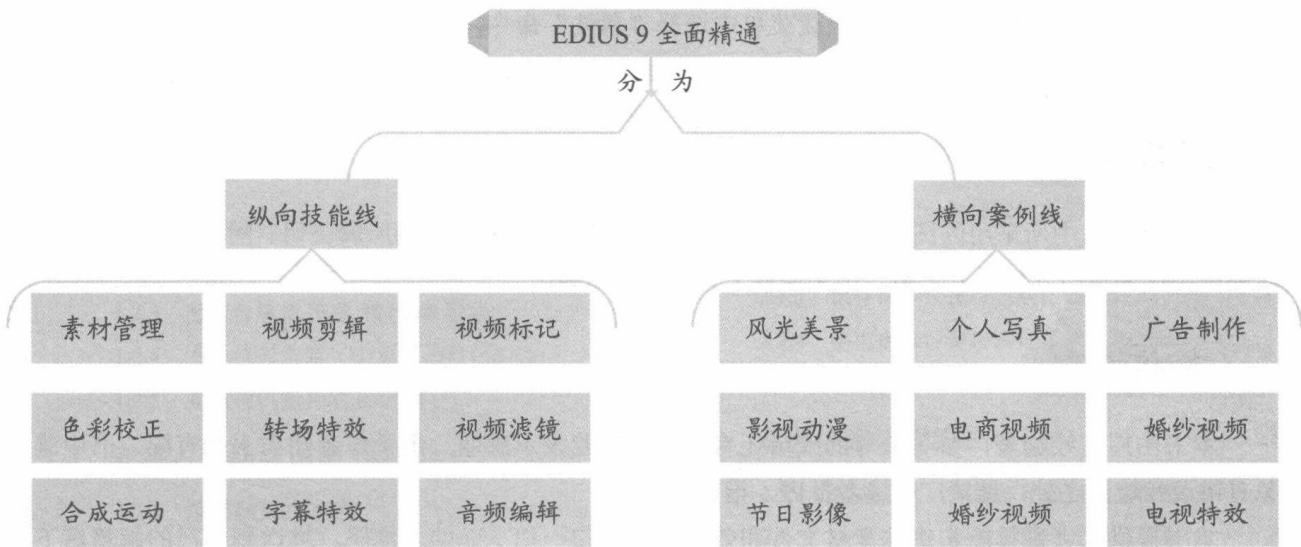 EDIUS 9 全面精通
分 为
纵向技能线 横向案例线
素材管理 视频剪辑 视频标记 风光美景 个人写真 广告制作
色彩校正 转场特效 视频滤镜 影视动漫 电商视频 婚纱视频
合成运动 字幕特效 音频编辑 节日影像 婚纱视频 电视特效